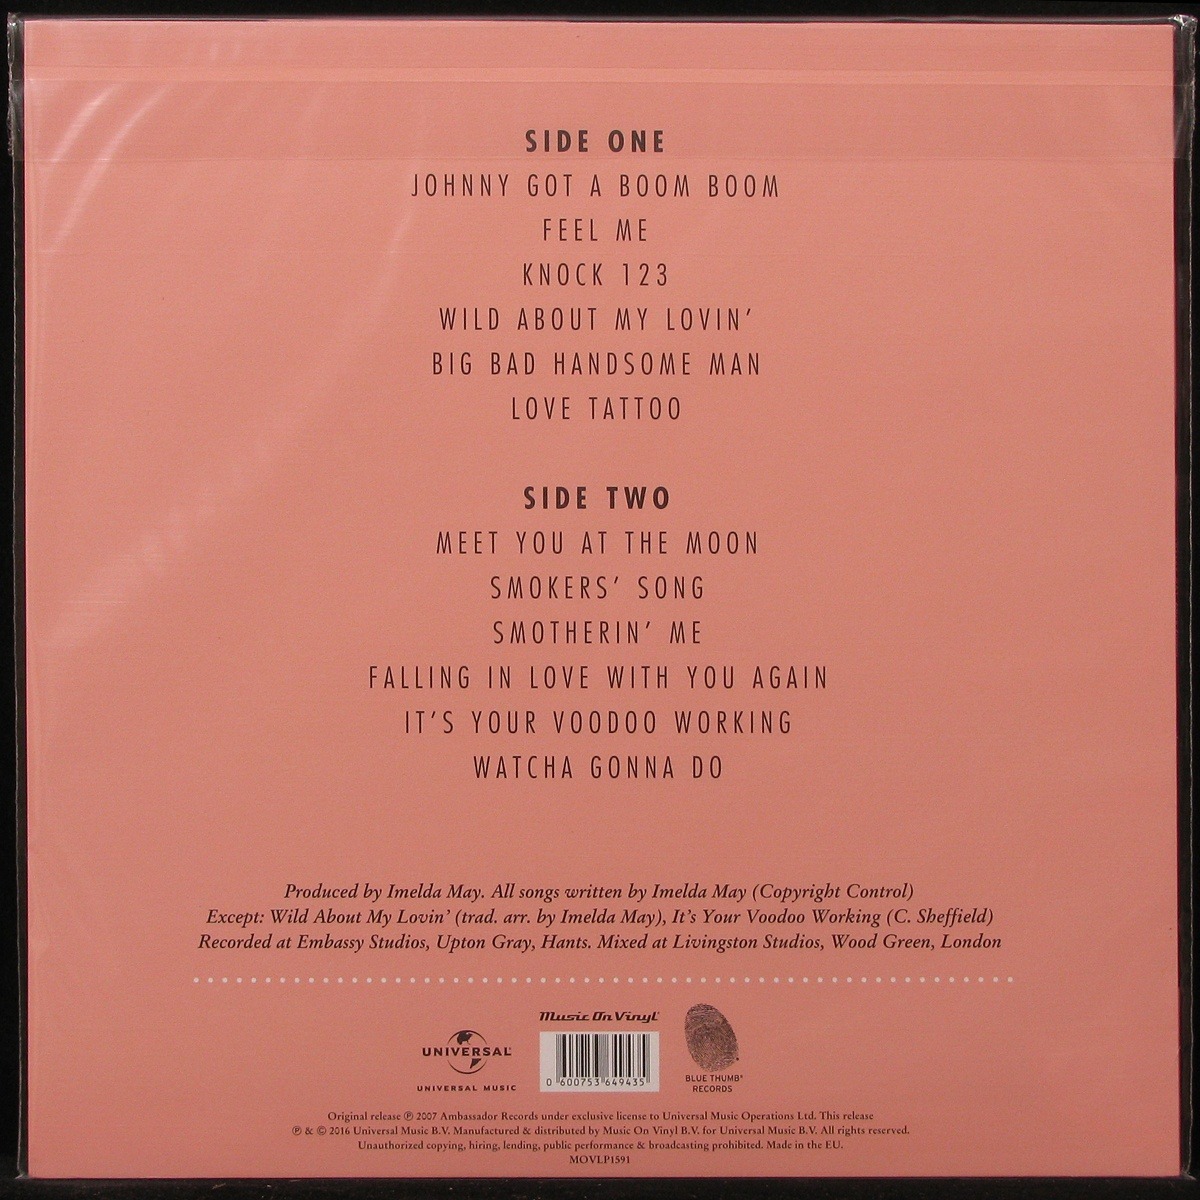 SIDE ONE
JOHNNY GOT A BOOM BOOM
FEEL ME
KNOCK 123
WILD ABOUT MY LOVIN'
BIG BAD HANDSOME MAN
LOVE TATTOO
SIDE TWO
MEET YOU AT THE MOON
SMOKERS' SONG
SMOTHERIN' ME
FALLING IN LOVE WITH YOU AGAIN
IT'S YOUR VOODOO WORKING
WATCHA GONNA DO
Produced by Imelda May. All songs written by Imelda May (Copyright Control)
Except: Wild About My Lovin' (trad. arr. by Imelda May), It's Your Voodoo Working (C. Sheffield)
Recorded at Embassy Studios, Upton Gray, Hants. Mixed at Livingston Studios, Wood Green, London
Music On Vinyl
UNIVERSAL
UNIVERSAL MUSIC
0 600753 649435
BLUE THUMB®
RECORDS
Original release ℗ 2007 Ambassador Records under exclusive license to Universal Music Operations Ltd. This release
℗ & © 2016 Universal Music B.V. Manufactured & distributed by Music On Vinyl B.V. for Universal Music B.V. All rights reserved.
Unauthorized copying, hiring, lending, public performance & broadcasting prohibited. Made in the EU.
MOVLP1591